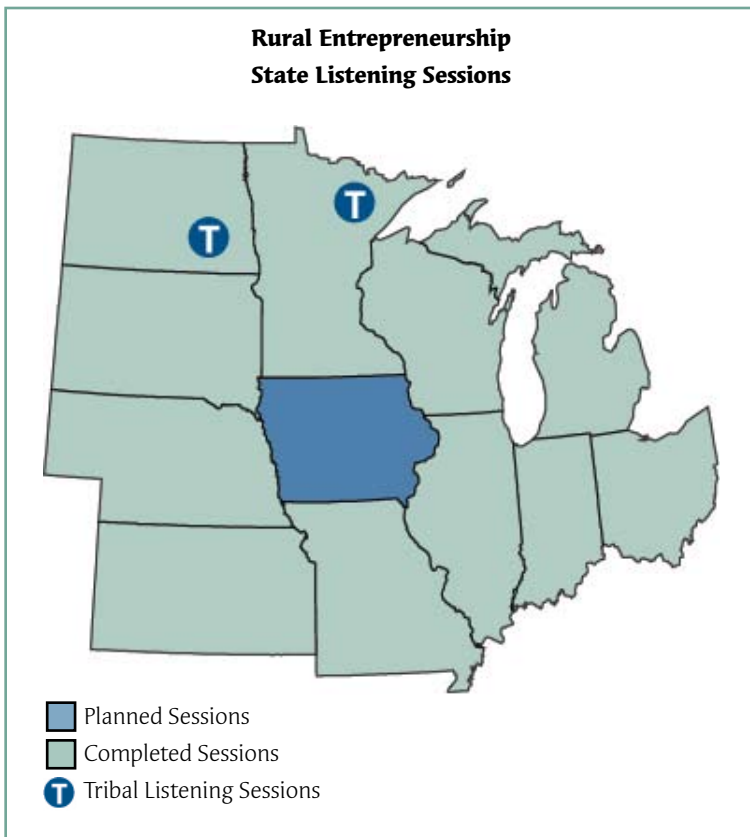 Rural Entrepreneurship
State Listening Sessions
T
T
Planned Sessions
Completed Sessions
T Tribal Listening Sessions